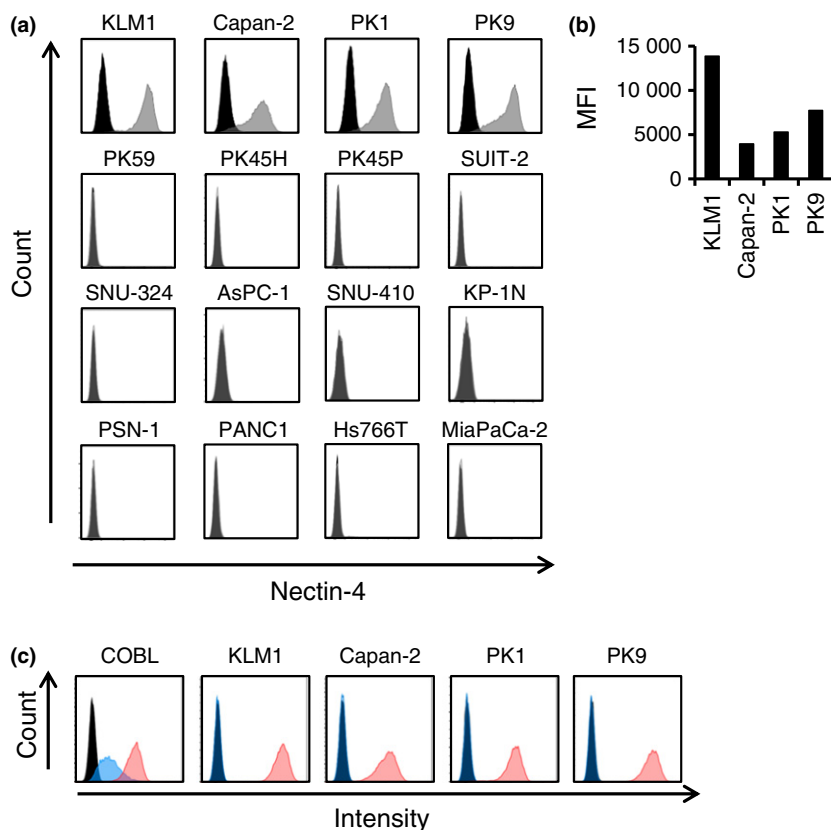 (a)
KLM1 Capan-2 PK1 PK9
PK59 PK45H PK45P SUIT-2
SNU-324 AsPC-1 SNU-410 KP-1N
PSN-1 PANC1 Hs766T MiaPaCa-2
Count
Nectin-4
(b)
15 000
10 000
5000
0
MFI
KLM1 Capan-2 PK1 PK9
(c)
COBL KLM1 Capan-2 PK1 PK9
Count
Intensity